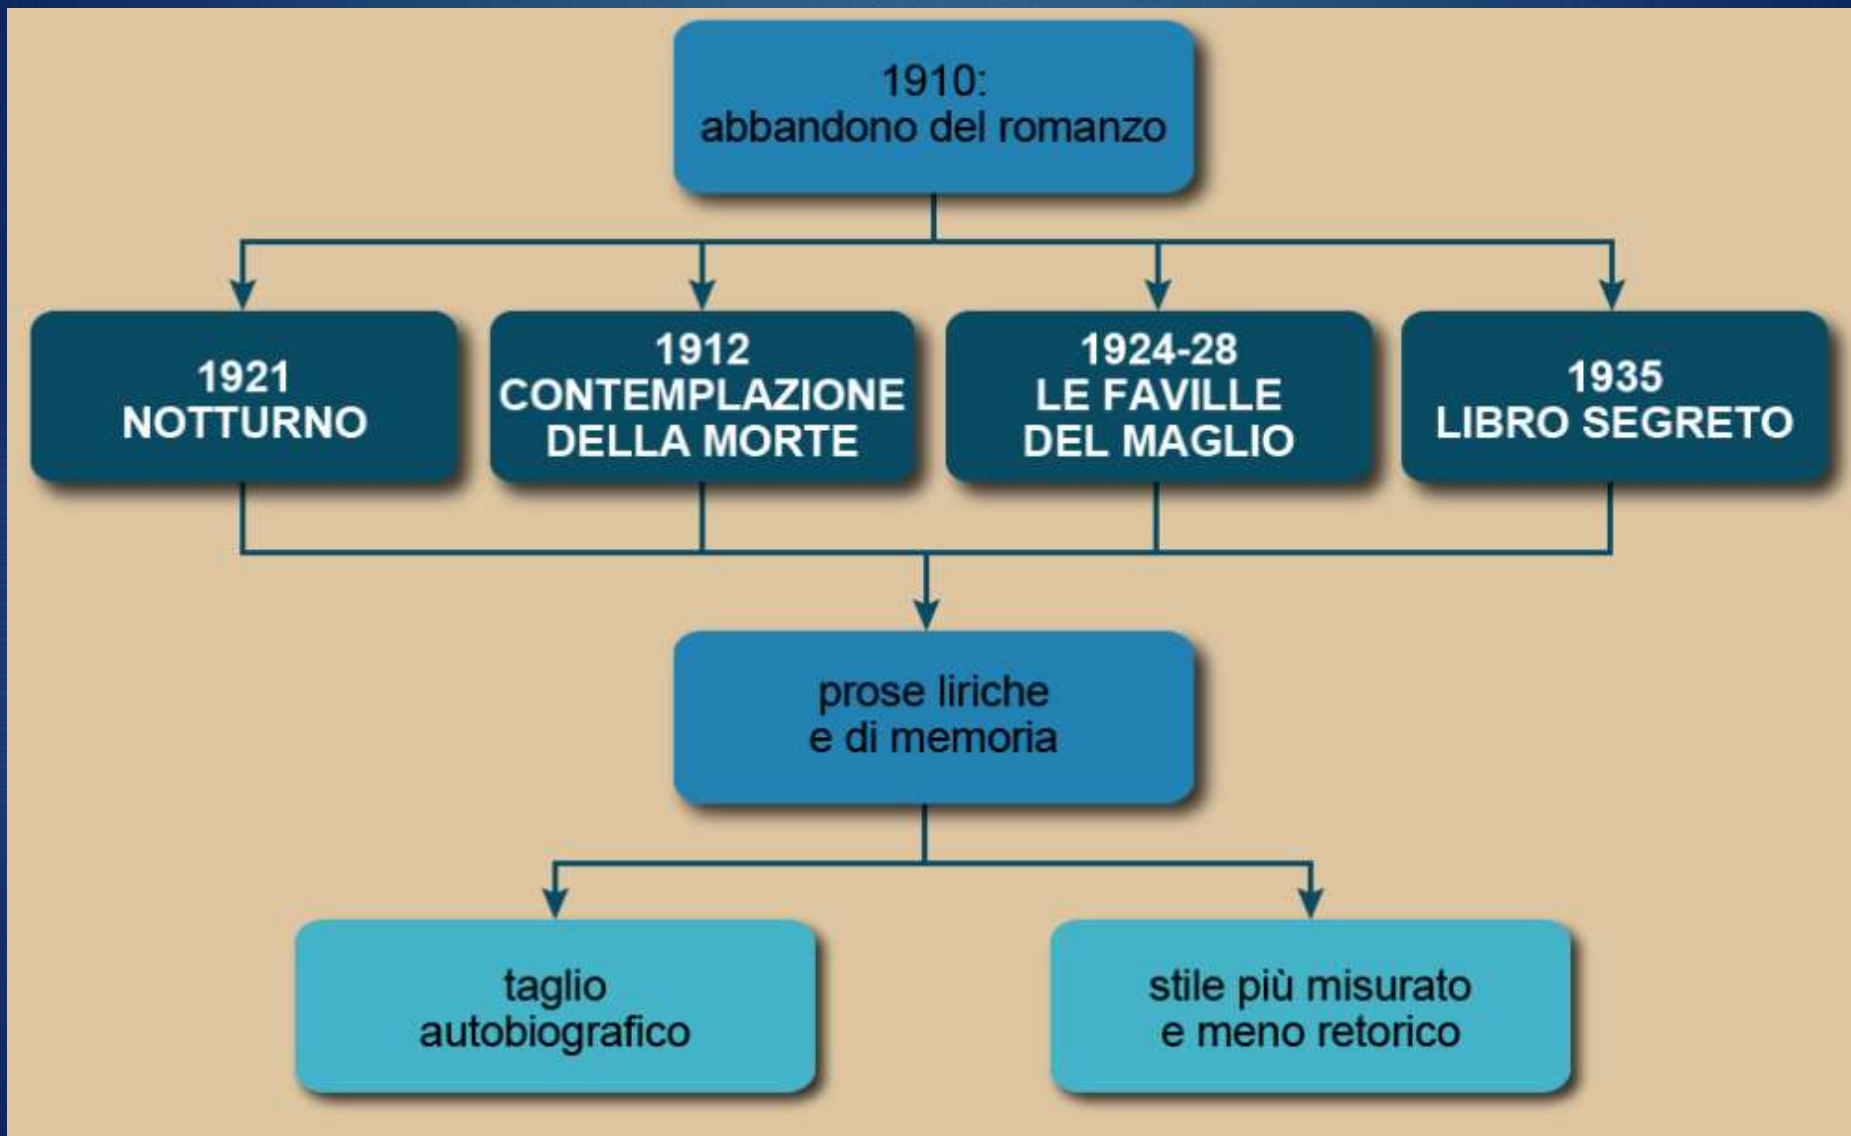 1910:
abbandono del romanzo
1921
NOTTURNO
1912
CONTEMPLAZIONE
DELLA MORTE
1924-28
LE FAVILLE
DEL MAGLIO
1935
LIBRO SEGRETO
prose liriche
e di memoria
taglio
autobiografico
stile più misurato
e meno retorico